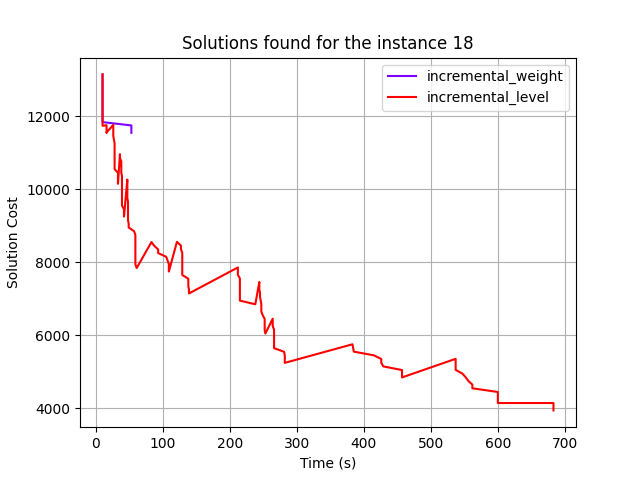 Solutions found for the instance 18
incremental_weight
incremental_level
Solution Cost
12000
10000
8000
6000
4000
0 100 200 300 400 500 600 700
Time (s)